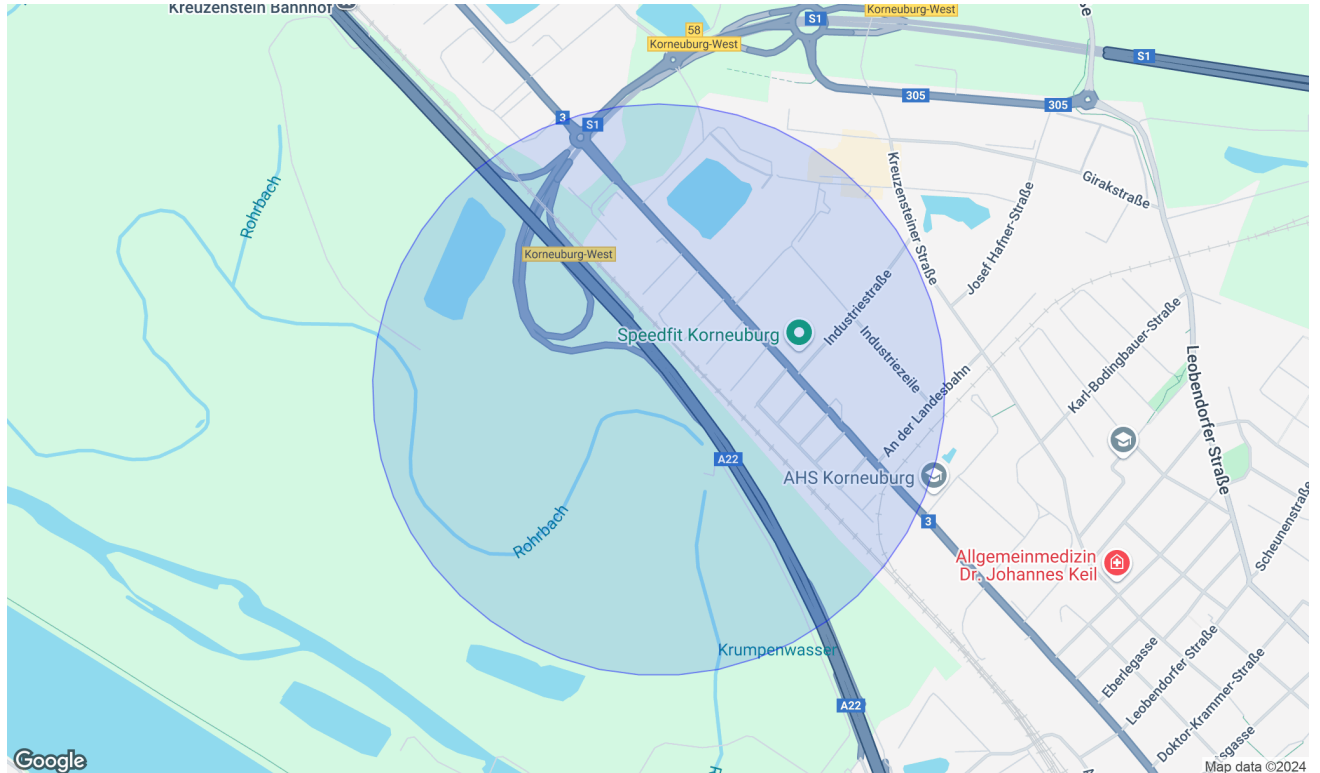 Kreuzenstein Bahnhof
58
Korneuburg-West
S1
Korneuburg-West
S1
3
S1
305
305
Rohrbach
Kreuzensteiner Straße
Girakstraße
Josef Hafner-Straße
Korneuburg-West
Industriestraße
Speedfit Korneuburg
Industriezeile
Karl-Bodingbauer-Straße
Leobendorfer Straße
An der Landesbahn
A22
AHS Korneuburg
Rohrbach
3
Scheunenstraße
Allgemeinmedizin
Dr. Johannes Keil
Krumpenwasser
Eberlegasse
Leobendorfer Straße
Doktor-Krammer-Straße
A22
Google
Map data ©2024